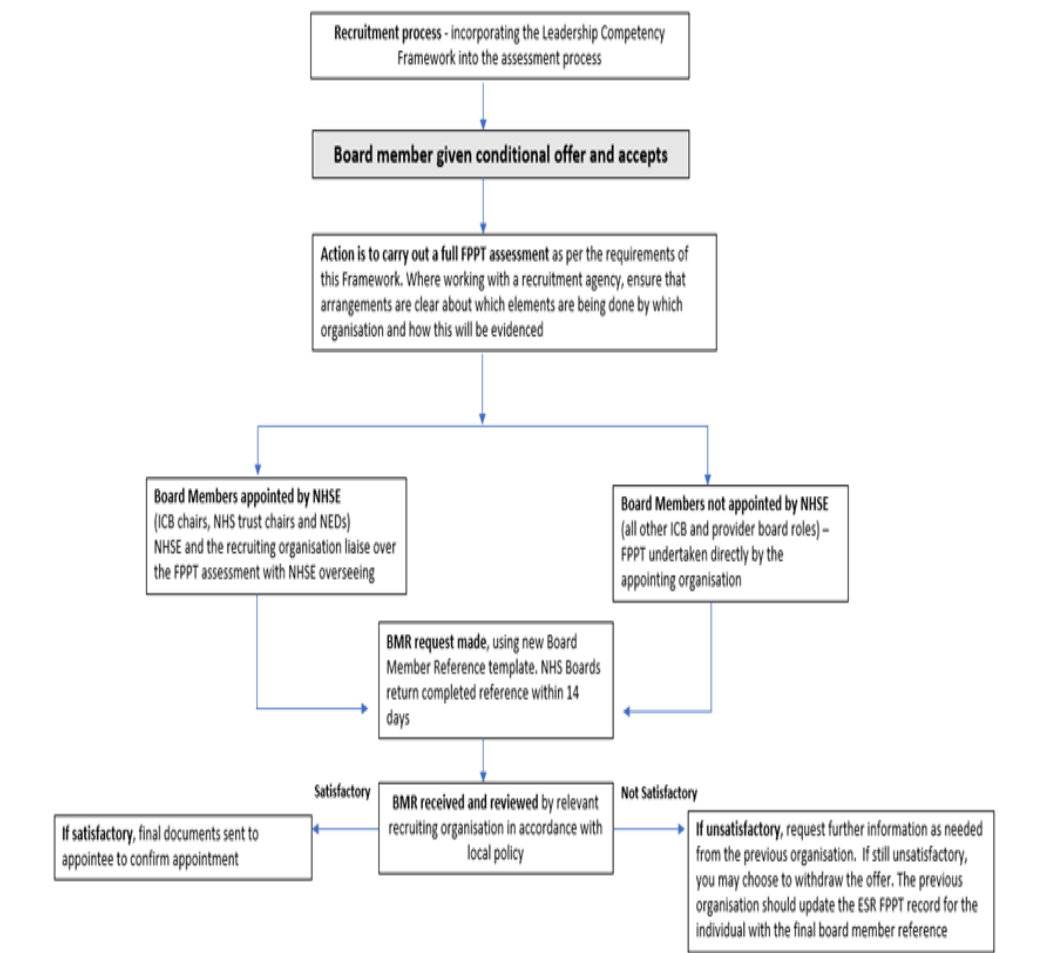 Recruitment process - incorporating the Leadership Competency
Framework into the assessment process
Board member given conditional offer and accepts
Action is to carry out a full FPPT assessment as per the requirements of
this Framework. Where working with a recruitment agency, ensure that
arrangements are clear about which elements are being done by which
organisation and how this will be evidenced
Board Members appointed by NHSE
(ICB chairs, NHS trust chairs and NEDs)
NHSE and the recruiting organisation liaise over
the FPPT assessment with NHSE overseeing
Board Members not appointed by NHSE
(all other ICB and provider board roles) –
FPPT undertaken directly by the
appointing organisation
BMR request made, using new Board
Member Reference template. NHS Boards
return completed reference within 14
days
Satisfactory
BMR received and reviewed by relevant
recruiting organisation in accordance with
local policy
Not Satisfactory
If satisfactory, final documents sent to
appointee to confirm appointment
If unsatisfactory, request further information as needed
from the previous organisation. If still unsatisfactory,
you may choose to withdraw the offer. The previous
organisation should update the ESR FPPT record for the
individual with the final board member reference